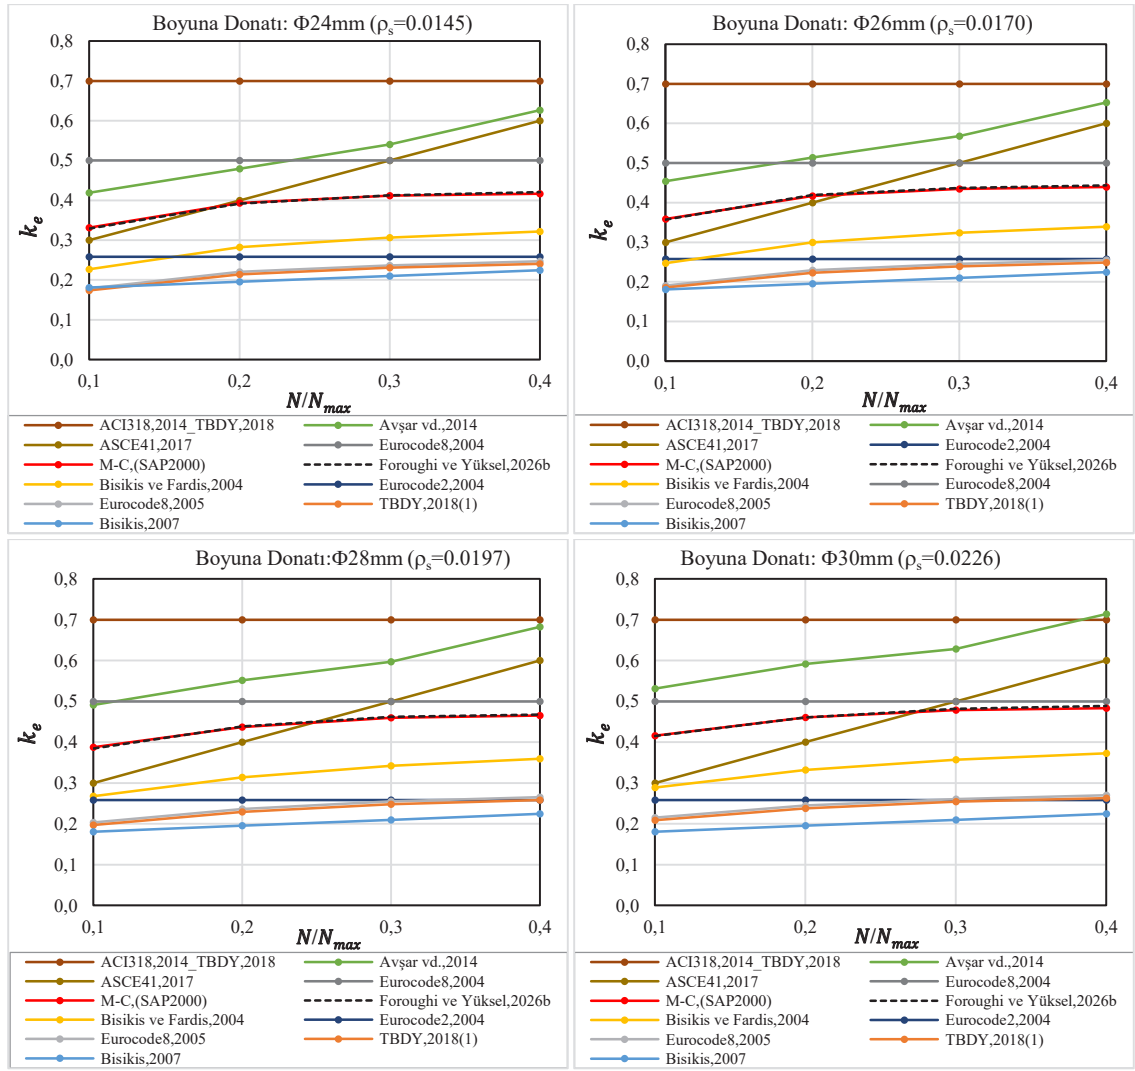 Boyuna Donatı: Φ24mm (ρs=0.0145)
0,8
0,7
0,6
0,5
0,4
0,3
0,2
0,1
0,0
ke
0,1 0,2 0,3 0,4
N/Nmax
ACI318,2014_TBDY,2018 Avşar vd.,2014
ASCE41,2017 Eurocode8,2004
M-C,(SAP2000) Foroughi ve Yüksel,2026b
Bisikis ve Fardis,2004 Eurocode2,2004
Eurocode8,2005 TBDY,2018(1)
Bisikis,2007
Boyuna Donatı: Φ26mm (ρs=0.0170)
0,8
0,7
0,6
0,5
0,4
0,3
0,2
0,1
0,0
ke
0,1 0,2 0,3 0,4
N/Nmax
ACI318,2014_TBDY,2018 Avşar vd.,2014
ASCE41,2017 Eurocode2,2004
M-C,(SAP2000) Foroughi ve Yüksel,2026b
Bisikis ve Fardis,2004 Eurocode8,2004
Eurocode8,2005 TBDY,2018(1)
Bisikis,2007
Boyuna Donatı:Φ28mm (ρs=0.0197)
0,8
0,7
0,6
0,5
0,4
0,3
0,2
0,1
0,0
ke
0,1 0,2 0,3 0,4
N/Nmax
ACI318,2014_TBDY,2018 Avşar vd.,2014
ASCE41,2017 Eurocode8,2004
M-C,(SAP2000) Foroughi ve Yüksel,2026b
Bisikis ve Fardis,2004 Eurocode2,2004
Eurocode8,2005 TBDY,2018(1)
Bisikis,2007
Boyuna Donatı: Φ30mm (ρs=0.0226)
0,8
0,7
0,6
0,5
0,4
0,3
0,2
0,1
0,0
ke
0,1 0,2 0,3 0,4
N/Nmax
ACI318,2014_TBDY,2018 Avşar vd.,2014
ASCE41,2017 Eurocode8,2004
M-C,(SAP2000) Foroughi ve Yüksel,2026b
Bisikis ve Fardis,2004 Eurocode2,2004
Eurocode8,2005 TBDY,2018(1)
Bisikis,2007